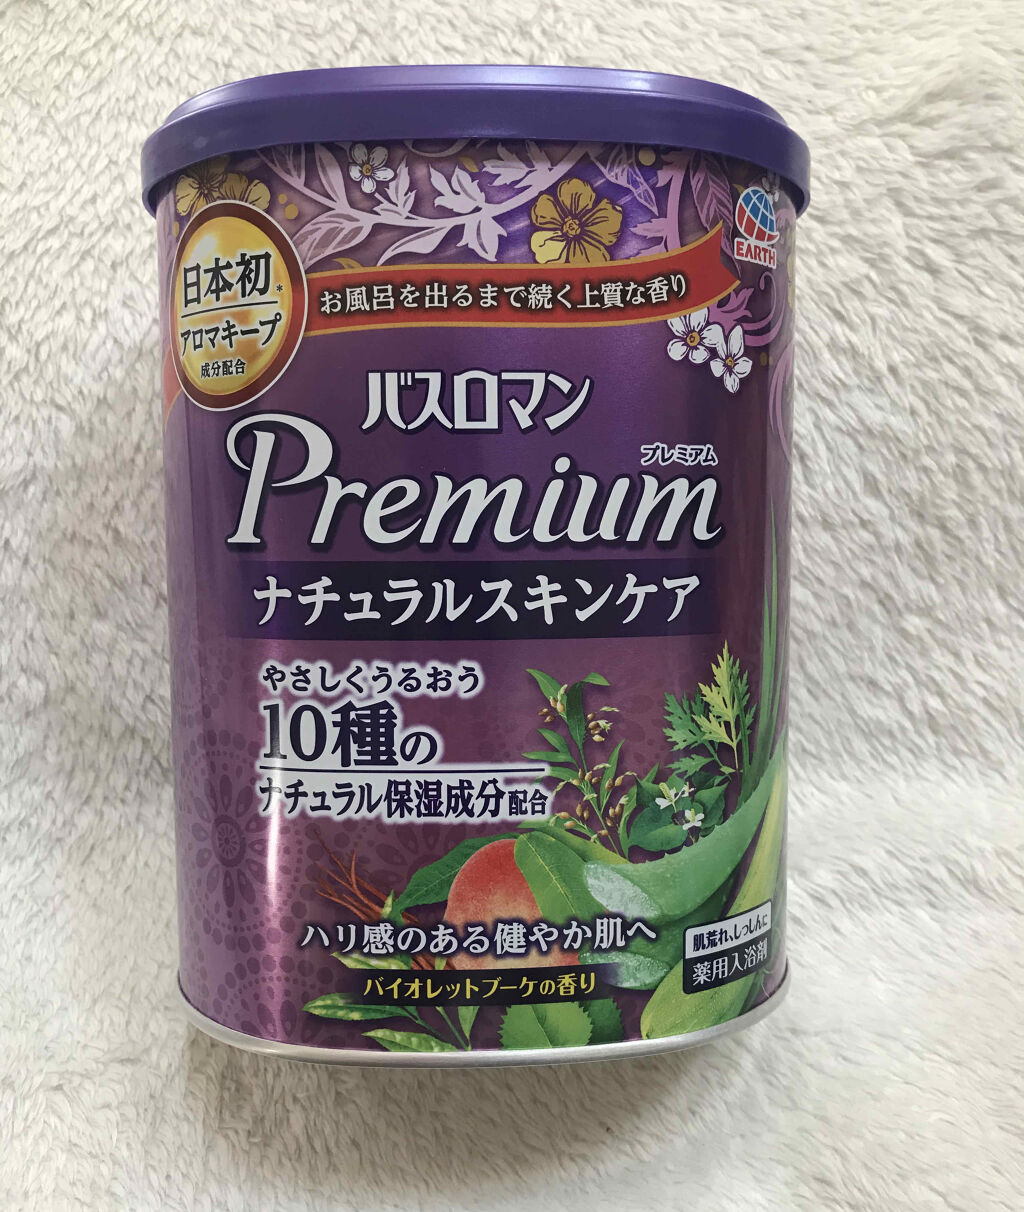 EARTH
日本初*
アロマキープ
成分配合
お風呂を出るまで続く上質な香り
バスロマン
プレミアム
Premium
ナチュラルスキンケア
やさしくうるおう
10種の
ナチュラル保湿成分配合
ハリ感のある健やか肌へ
バイオレットブーケの香り
肌荒れ、しっしんに
薬用入浴剤